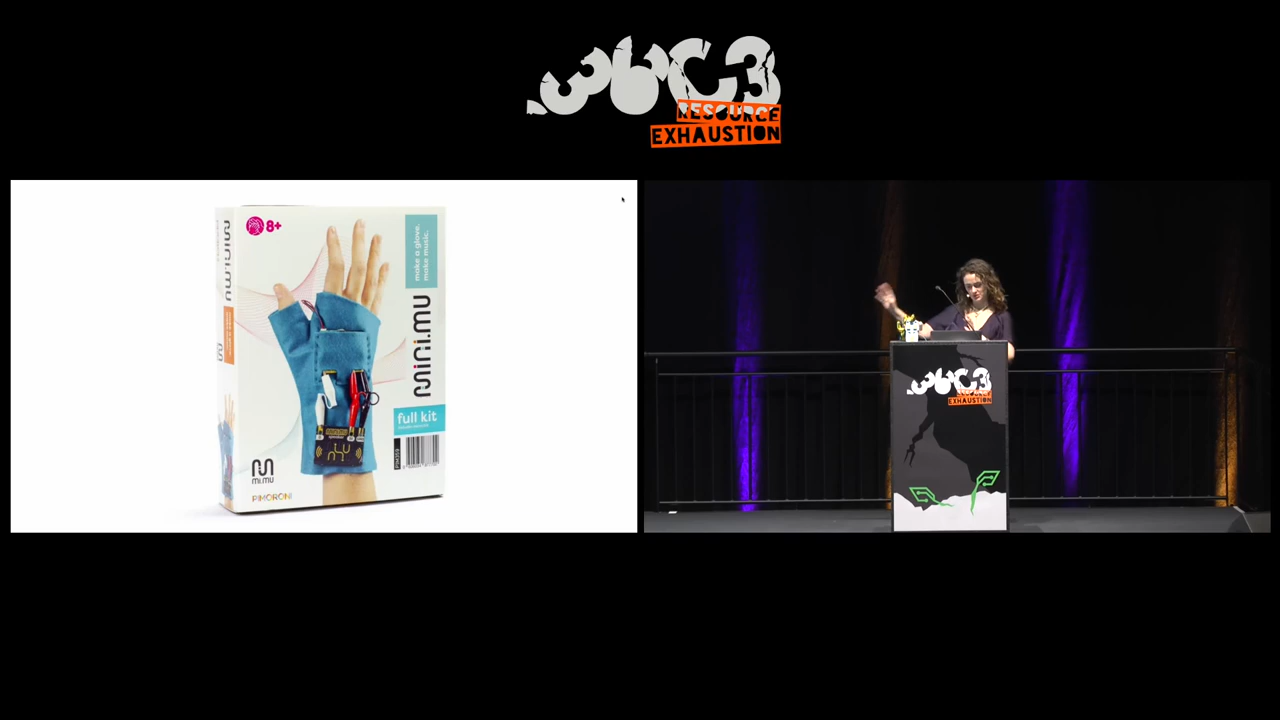 36C3
RESOURCE
EXHAUSTION
8+
make a glove.
make music.
mini.mu
full kit
mi.mu
PIMORONI
36C3
RESOURCE
EXHAUSTION